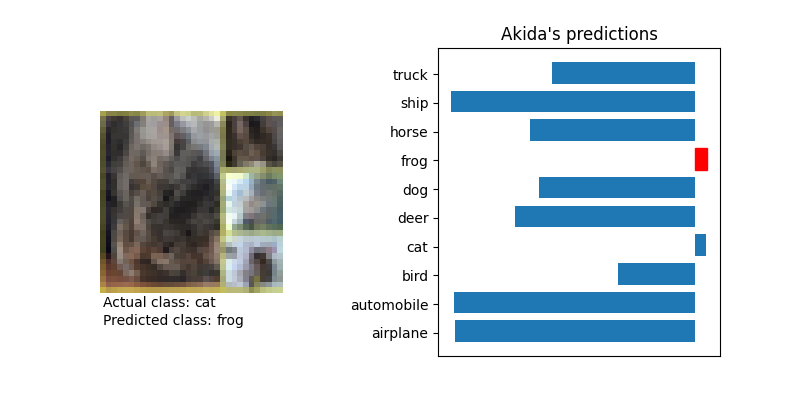 Akida's predictions
truck
ship
horse
frog
dog
deer
cat
bird
automobile
airplane
Actual class: cat
Predicted class: frog